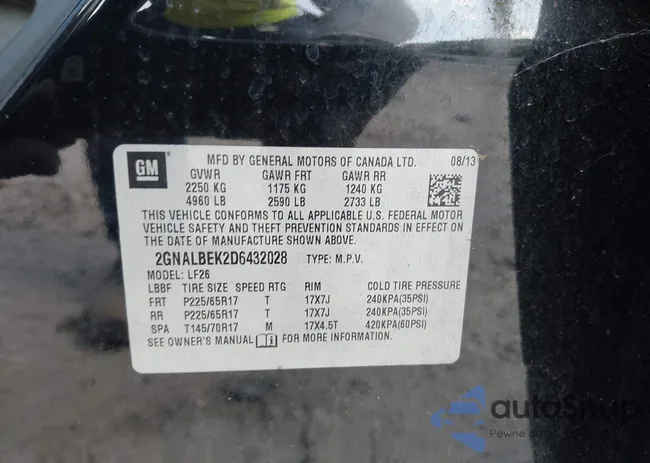 GM
MFD BY GENERAL MOTORS OF CANADA LTD. 08/13
GVWR GAWR FRT GAWR RR
2250 KG 1175 KG 1240 KG
4960 LB 2590 LB 2733 LB
THIS VEHICLE CONFORMS TO ALL APPLICABLE U.S. FEDERAL MOTOR
VEHICLE SAFETY AND THEFT PREVENTION STANDARDS IN EFFECT ON
THE DATE OF MANUFACTURE SHOWN ABOVE.
2GNALBEK2D6432028 TYPE: M.P.V.
MODEL: LF26
LBBF TIRE SIZE SPEED RTG RIM COLD TIRE PRESSURE
FRT P225/65R17 T 17X7J 240KPA(35PSI)
RR P225/65R17 T 17X7J 240KPA(35PSI)
SPA T145/70R17 M 17X4.5T 420KPA(60PSI)
SEE OWNER'S MANUAL FOR MORE INFORMATION.
autoSnap
Pewne auto